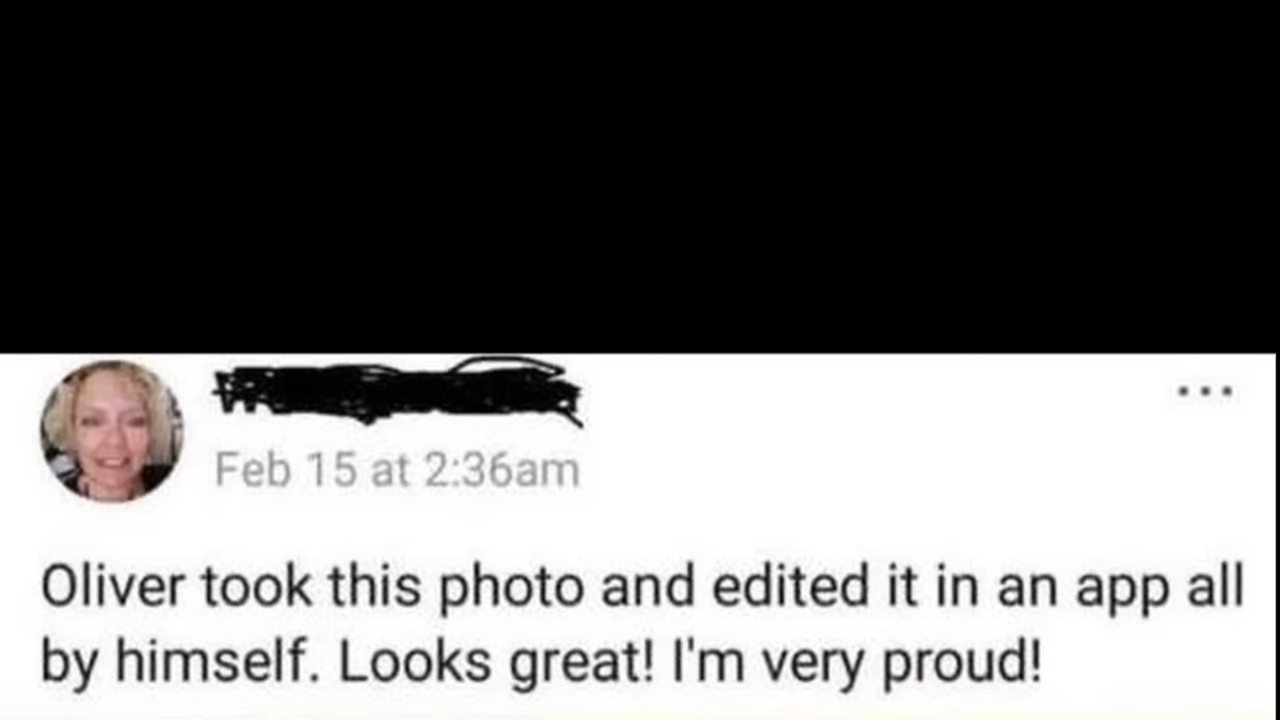 Feb 15 at 2:36am
Oliver took this photo and edited it in an app all
by himself. Looks great! I'm very proud!